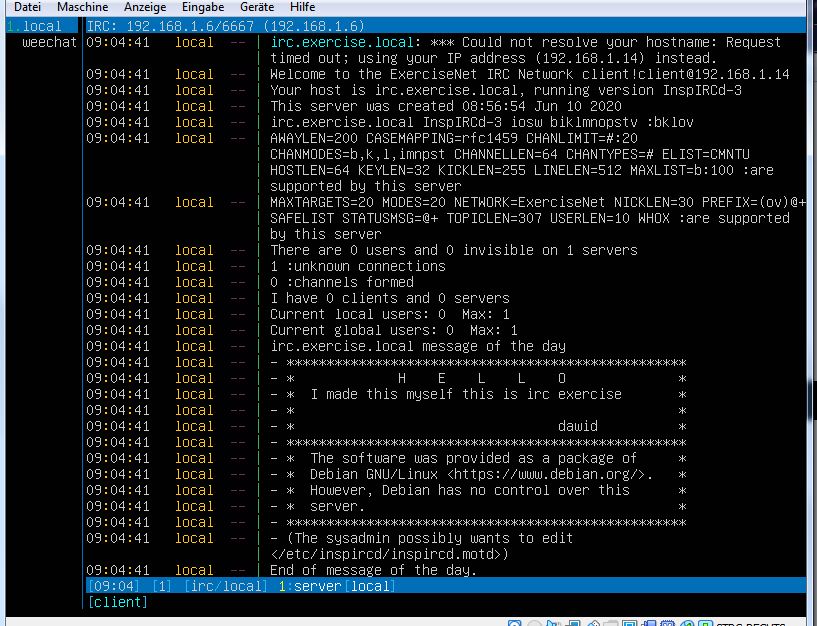 Datei Maschine Anzeige Eingabe Geräte Hilfe
1.local IRC: 192.168.1.6/6667 (192.168.1.6)
weechat 09:04:41 local -- | irc.exercise.local: *** Could not resolve your hostname: Request
timed out; using your IP address (192.168.1.14) instead.
09:04:41 local -- | Welcome to the ExerciseNet IRC Network client!client@192.168.1.14
09:04:41 local -- | Your host is irc.exercise.local, running version InspIRCd-3
09:04:41 local -- | This server was created 08:56:54 Jun 10 2020
09:04:41 local -- | irc.exercise.local InspIRCd-3 iosw biklmnopstv :bklov
09:04:41 local -- | AWAYLEN=200 CASEMAPPING=rfc1459 CHANLIMIT=#:20
CHANMODES=b,k,l,imnpst CHANNELLEN=64 CHANTYPES=# ELIST=CMNTU
HOSTLEN=64 KEYLEN=32 KICKLEN=255 LINELEN=512 MAXLIST=b:100 :are
supported by this server
09:04:41 local -- | MAXTARGETS=20 MODES=20 NETWORK=ExerciseNet NICKLEN=30 PREFIX=(ov)@+
SAFELIST STATUSMSG=@+ TOPICLEN=307 USERLEN=10 WHOX :are supported
by this server
09:04:41 local -- | There are 0 users and 0 invisible on 1 servers
09:04:41 local -- | 1 :unknown connections
09:04:41 local -- | 0 :channels formed
09:04:41 local -- | I have 0 clients and 0 servers
09:04:41 local -- | Current local users: 0 Max: 1
09:04:41 local -- | Current global users: 0 Max: 1
09:04:41 local -- | irc.exercise.local message of the day
09:04:41 local -- | - **************************************************
09:04:41 local -- | - * H E L L O *
09:04:41 local -- | - * I made this myself this is irc exercise *
09:04:41 local -- | - * *
09:04:41 local -- | - * dawid *
09:04:41 local -- | - **************************************************
09:04:41 local -- | - * The software was provided as a package of *
09:04:41 local -- | - * Debian GNU/Linux <https://www.debian.org/>. *
09:04:41 local -- | - * However, Debian has no control over this *
09:04:41 local -- | - * server. *
09:04:41 local -- | - **************************************************
09:04:41 local -- | - (The sysadmin possibly wants to edit
</etc/inspircd/inspircd.motd>)
09:04:41 local -- | End of message of the day.
[09:04] [1] [irc/local] 1:server[local]
[client]